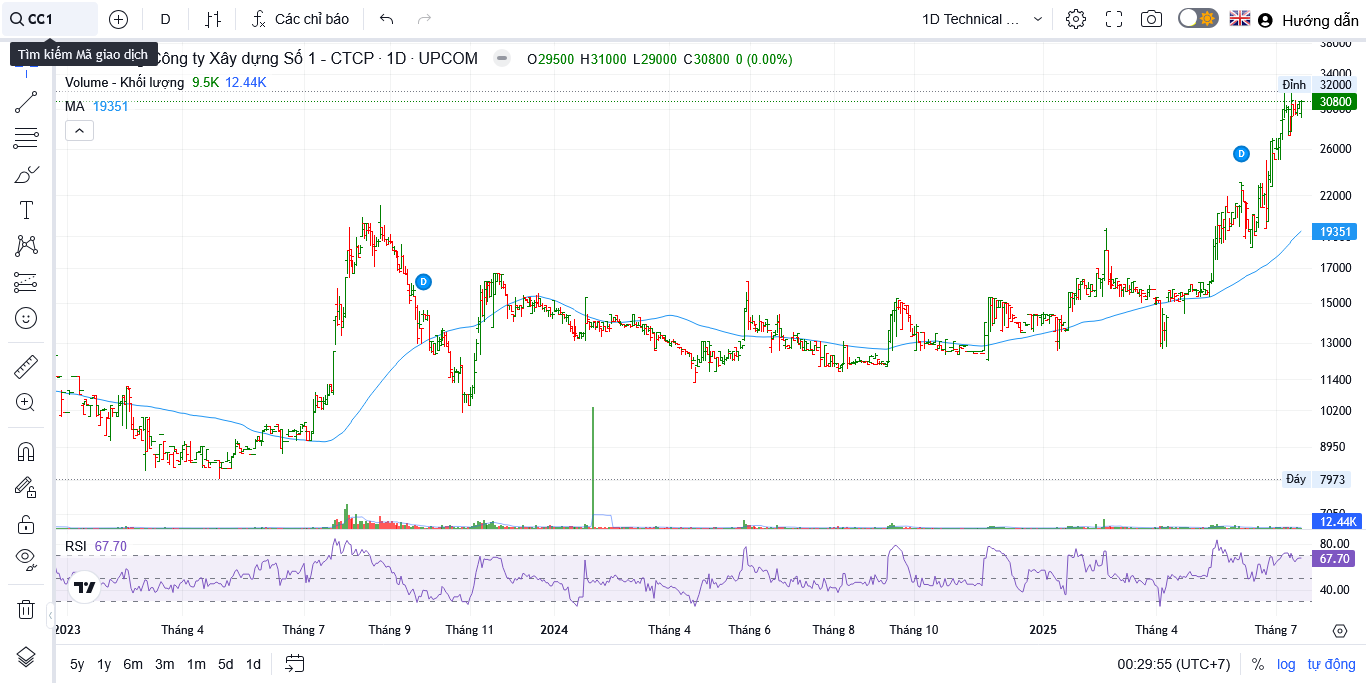 CC1 D Các chỉ báo 1D Technical ... Hướng dẫn
Tìm kiếm Mã giao dịch
Công ty Xây dựng Số 1 - CTCP · 1D · UPCOM O29500 H31000 L29000 C30800 0 (0.00%)
Volume - Khối lượng 9.5K 12.44K
MA 19351
38000
34000
Đỉnh 32000
30800
30000
26000
22000
19351
17000
15000
13000
11400
10200
8950
Đáy 7973
7050
12.44K
D
D
RSI 67.70
80.00
67.70
40.00
2023 Tháng 4 Tháng 7 Tháng 9 Tháng 11 2024 Tháng 4 Tháng 6 Tháng 8 Tháng 10 2025 Tháng 4 Tháng 7
5y 1y 6m 3m 1m 5d 1d 00:29:55 (UTC+7) % log tự động